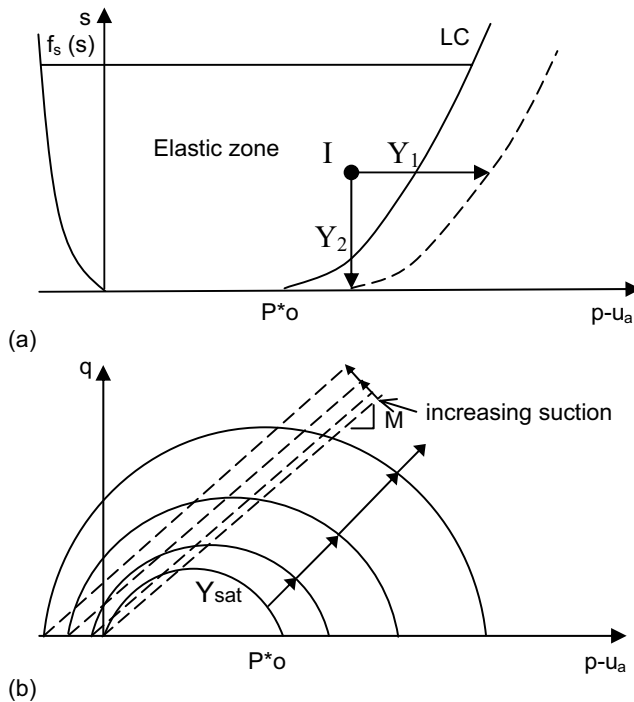 s
f_s (s)
LC
Elastic zone
I
Y_1
Y_2
P*o
p-u_a
(a)
q
increasing suction
M
Y_sat
P*o
p-u_a
(b)